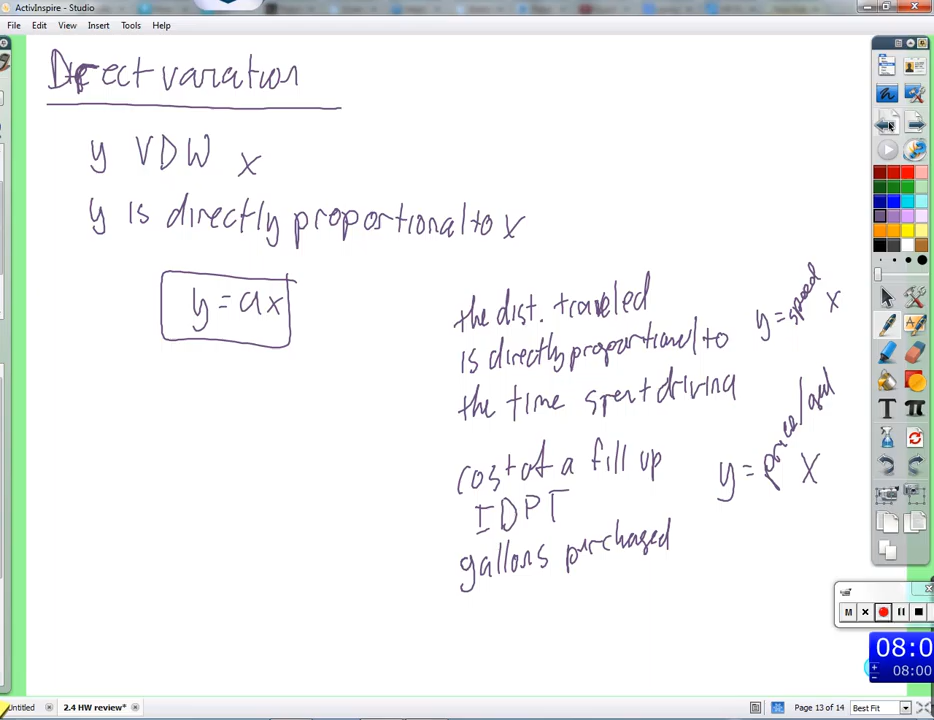 ActivInspire - Studio
File Edit View Insert Tools Help
Direct variation
y VDW x
y is directly proportional to x
y = ax
the dist. traveled
is directly proportional to
the time spent driving
y = speed x
cost of a fill up
IDPT
gallons purchased
y = price/gal x
M
08:0
08:00
Untitled
2.4 HW review*
Page 13 of 14
Best Fit